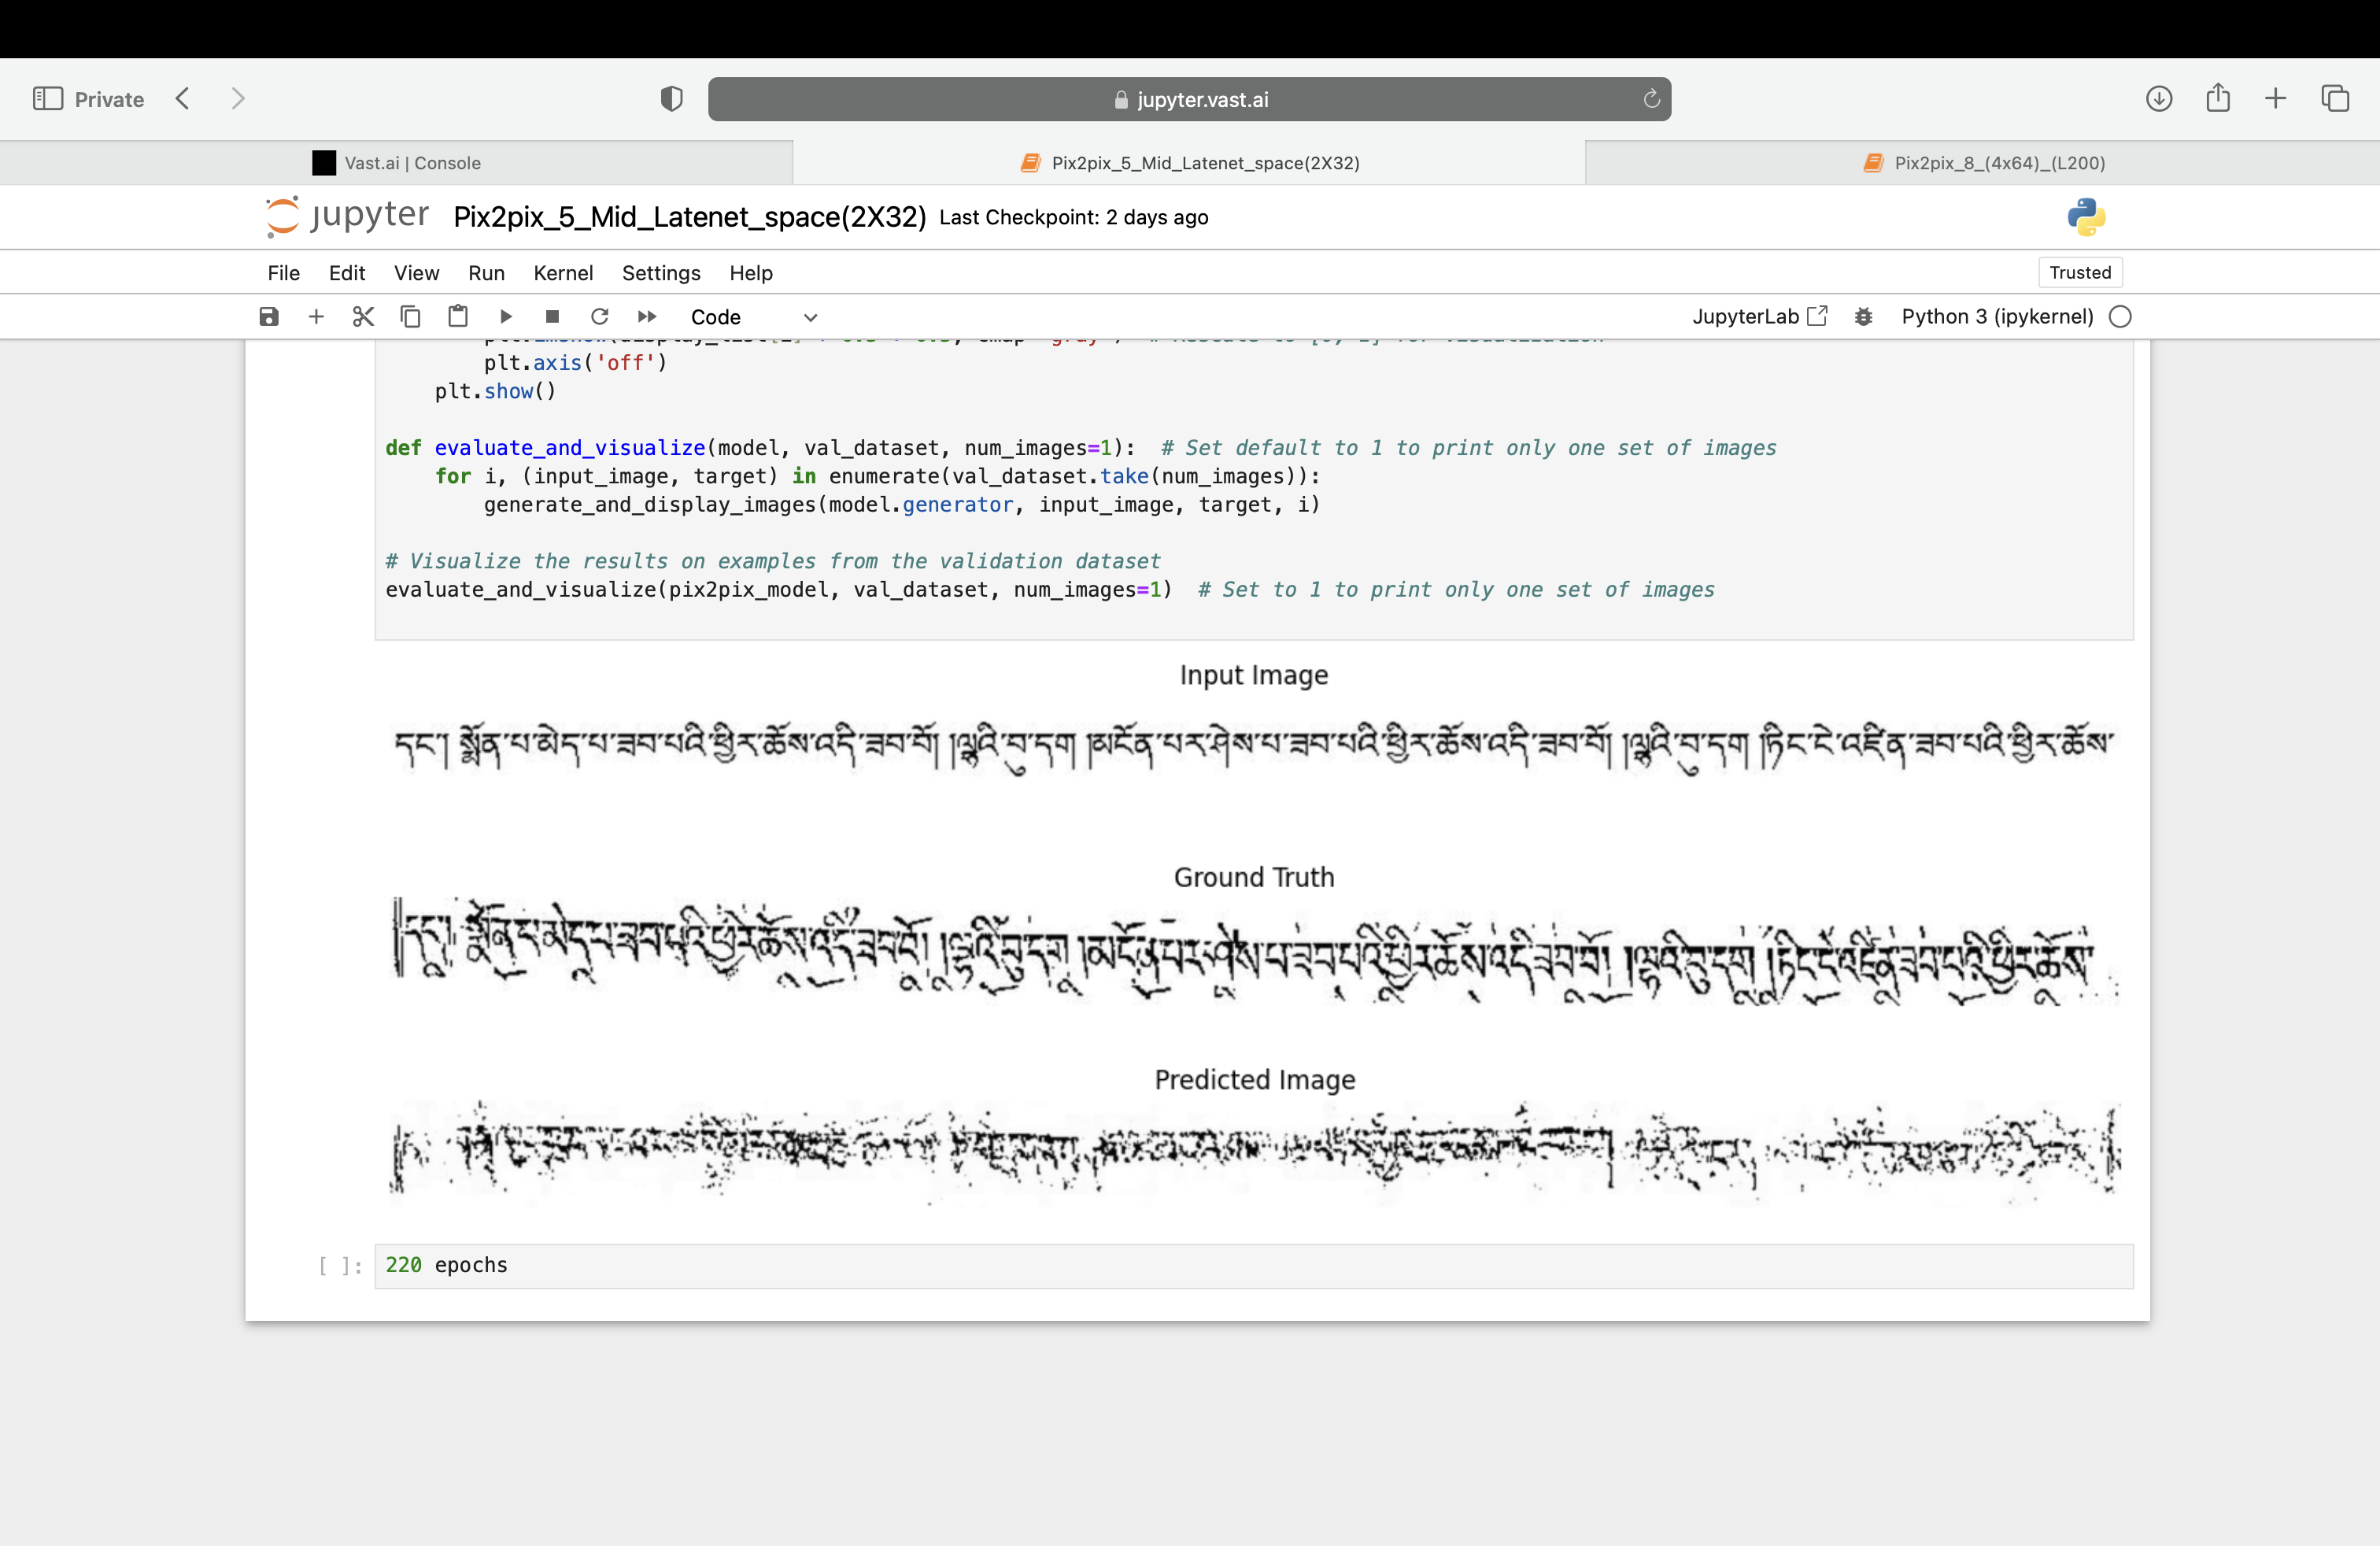 Private
jupyter.vast.ai
Vast.ai | Console
Pix2pix_5_Mid_Latenet_space(2X32)
Pix2pix_8_(4x64)_(L200)
jupyter Pix2pix_5_Mid_Latenet_space(2X32) Last Checkpoint: 2 days ago
File Edit View Run Kernel Settings Help
Trusted
Code
JupyterLab
Python 3 (ipykernel)
plt.axis('off')
plt.show()
def evaluate_and_visualize(model, val_dataset, num_images=1): # Set default to 1 to print only one set of images
for i, (input_image, target) in enumerate(val_dataset.take(num_images)):
generate_and_display_images(model.generator, input_image, target, i)
# Visualize the results on examples from the validation dataset
evaluate_and_visualize(pix2pix_model, val_dataset, num_images=1) # Set to 1 to print only one set of images
Input Image
དང་། སྨོན་པ་མེད་པ་ཟབ་པའི་ཕྱིར་ཆོས་འདི་ཟབ་བོ། །ལྷའི་བུ་དག །མངོན་པར་ཤེས་པ་ཟབ་པའི་ཕྱིར་ཆོས་འདི་ཟབ་བོ། །ལྷའི་བུ་དག །ཏིང་ངེ་འཛིན་ཟབ་པའི་ཕྱིར་ཆོས་
Ground Truth
Predicted Image
[ ]: 220 epochs